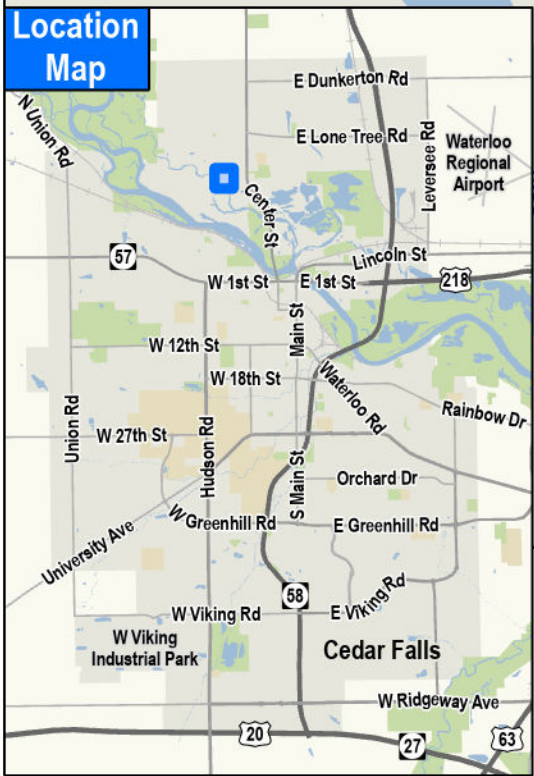 Location
Map
E Dunkerton Rd
N Union Rd
E Lone Tree Rd
Leversee Rd
Waterloo
Regional
Airport
Center St
57
Lincoln St
W 1st St
E 1st St
218
Main St
W 12th St
W 18th St
Waterloo Rd
Rainbow Dr
Union Rd
W 27th St
Hudson Rd
S Main St
Orchard Dr
W Greenhill Rd
E Greenhill Rd
University Ave
58
W Viking Rd
E Viking Rd
W Viking
Industrial Park
Cedar Falls
W Ridgeway Ave
20
27
63